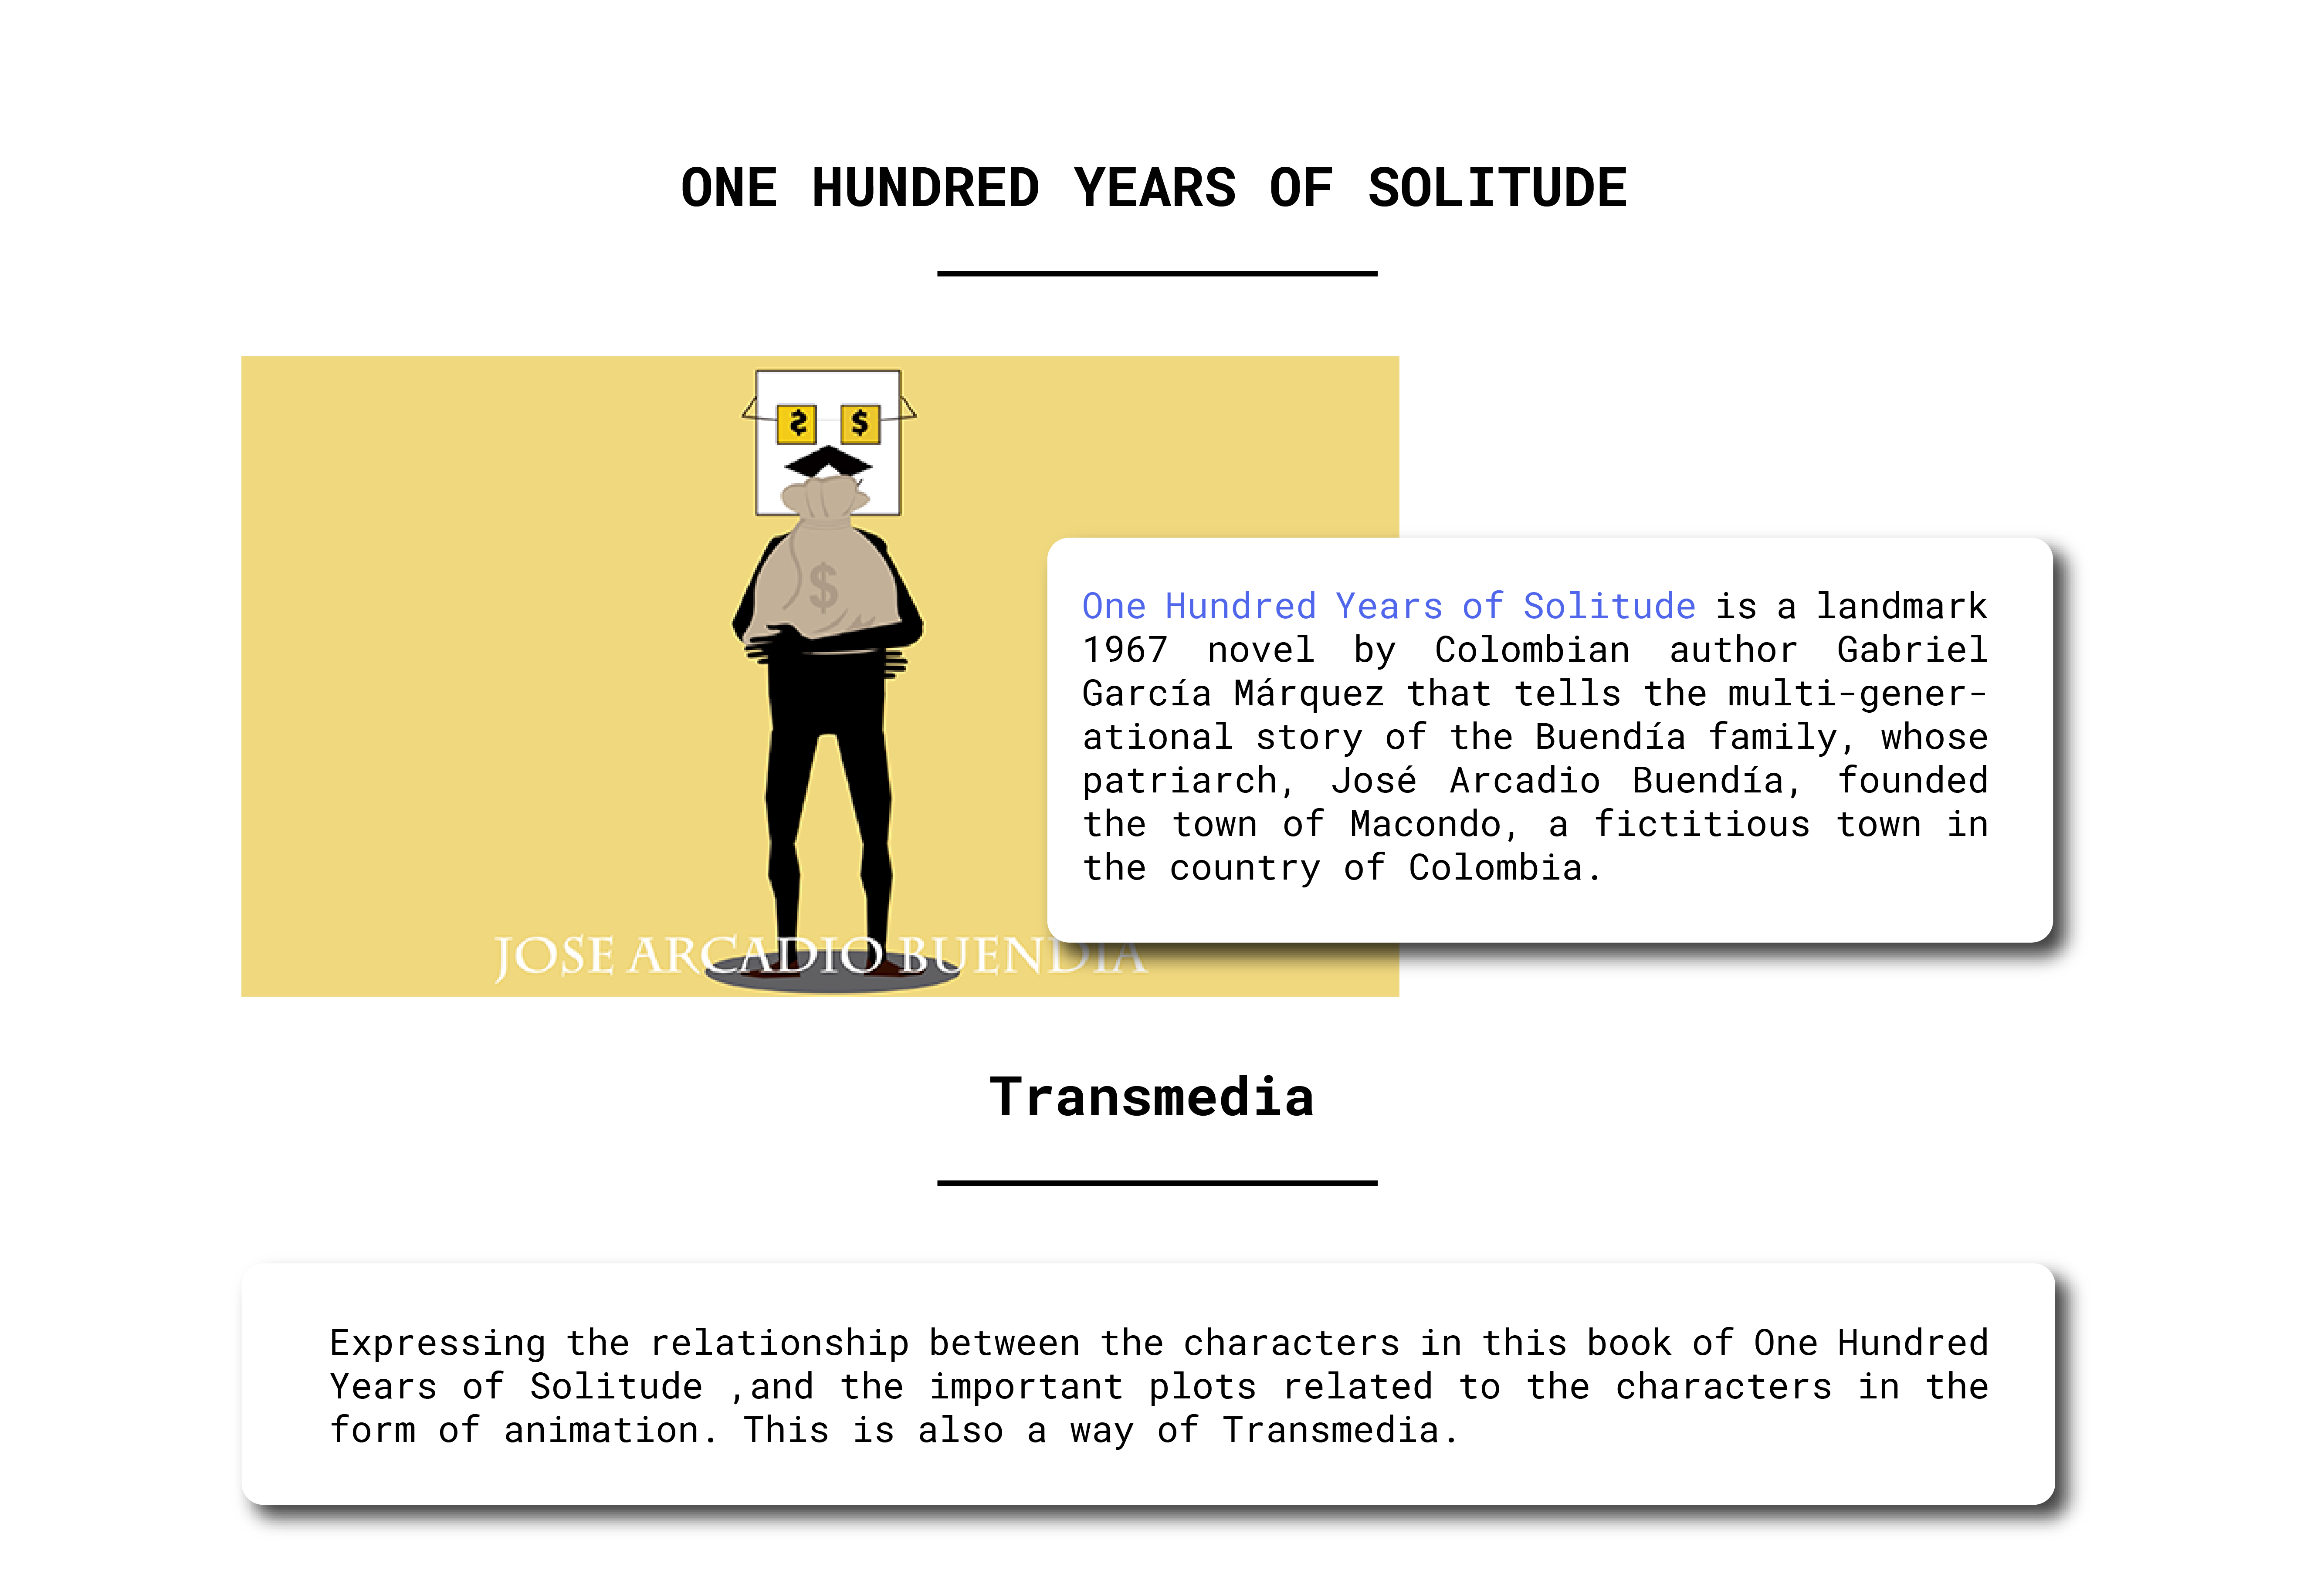 ONE HUNDRED YEARS OF SOLITUDE
$ $
$
One Hundred Years of Solitude is a landmark
1967 novel by Colombian author Gabriel
García Márquez that tells the multi-gener-
ational story of the Buendía family, whose
patriarch, José Arcadio Buendía, founded
the town of Macondo, a fictitious town in
the country of Colombia.
JOSE ARCADIO BUENDIA
Transmedia
Expressing the relationship between the characters in this book of One Hundred
Years of Solitude ,and the important plots related to the characters in the
form of animation. This is also a way of Transmedia.